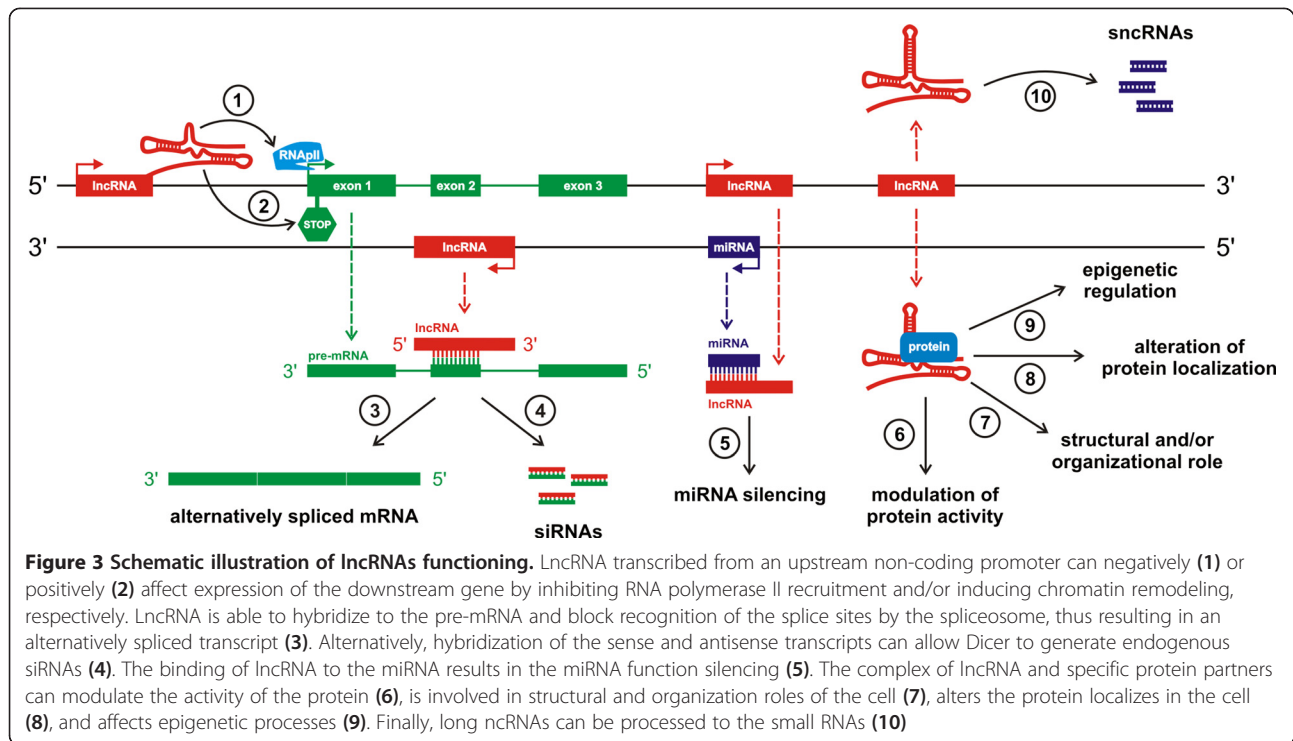 sncRNAs
1
10
RNApII
5'
lncRNA
exon 1
exon 2
exon 3
lncRNA
lncRNA
3'
2
STOP
3'
lncRNA
miRNA
5'
epigenetic
regulation
9
lncRNA
5'
3'
pre-mRNA
3'
5'
miRNA
lncRNA
protein
alteration of
protein localization
8
3
4
5
6
7
structural and/or
organizational role
3'
5'
alternatively spliced mRNA
siRNAs
miRNA silencing
modulation of
protein activity
Figure 3 Schematic illustration of lncRNAs functioning. LncRNA transcribed from an upstream non-coding promoter can negatively (1) or
positively (2) affect expression of the downstream gene by inhibiting RNA polymerase II recruitment and/or inducing chromatin remodeling,
respectively. LncRNA is able to hybridize to the pre-mRNA and block recognition of the splice sites by the spliceosome, thus resulting in an
alternatively spliced transcript (3). Alternatively, hybridization of the sense and antisense transcripts can allow Dicer to generate endogenous
siRNAs (4). The binding of lncRNA to the miRNA results in the miRNA function silencing (5). The complex of lncRNA and specific protein partners
can modulate the activity of the protein (6), is involved in structural and organization roles of the cell (7), alters the protein localizes in the cell
(8), and affects epigenetic processes (9). Finally, long ncRNAs can be processed to the small RNAs (10)